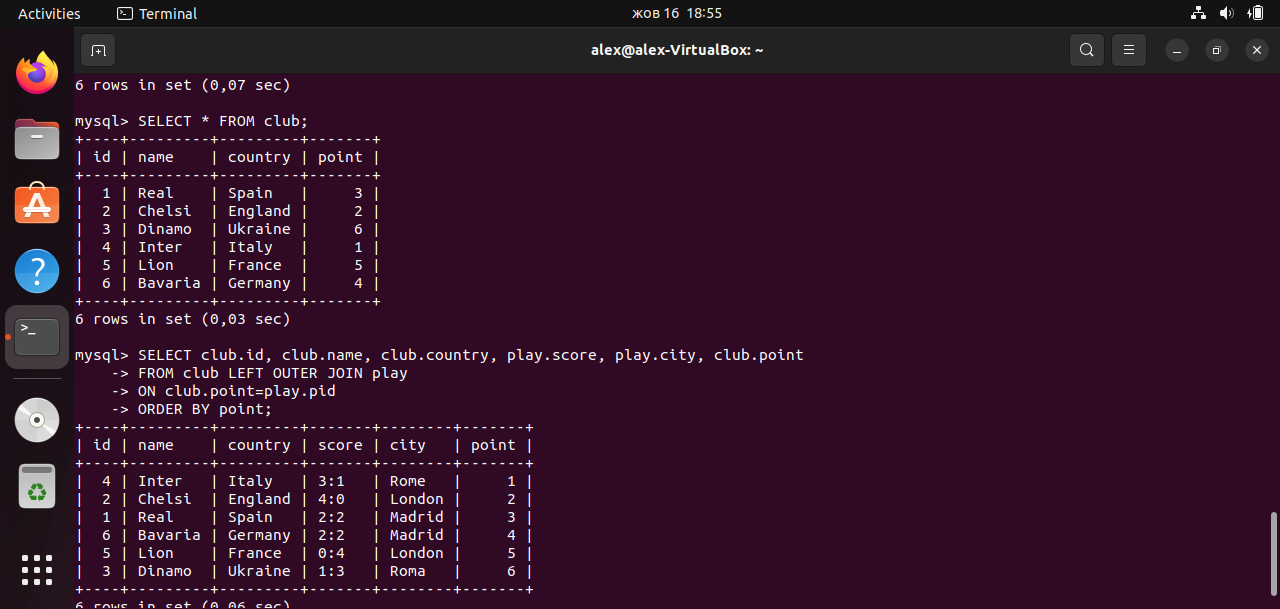 Activities Terminal жов 16 18:55
alex@alex-VirtualBox: ~
6 rows in set (0,07 sec)
mysql> SELECT * FROM club;
+----+---------+---------+-------+
| id | name    | country | point |
+----+---------+---------+-------+
|  1 | Real    | Spain   |     3 |
|  2 | Chelsi  | England |     2 |
|  3 | Dinamo  | Ukraine |     6 |
|  4 | Inter   | Italy   |     1 |
|  5 | Lion    | France  |     5 |
|  6 | Bavaria | Germany |     4 |
+----+---------+---------+-------+
6 rows in set (0,03 sec)
mysql> SELECT club.id, club.name, club.country, play.score, play.city, club.point
    -> FROM club LEFT OUTER JOIN play
    -> ON club.point=play.pid
    -> ORDER BY point;
+----+---------+---------+-------+--------+-------+
| id | name    | country | score | city   | point |
+----+---------+---------+-------+--------+-------+
|  4 | Inter   | Italy   | 3:1   | Rome   |     1 |
|  2 | Chelsi  | England | 4:0   | London |     2 |
|  1 | Real    | Spain   | 2:2   | Madrid |     3 |
|  6 | Bavaria | Germany | 2:2   | Madrid |     4 |
|  5 | Lion    | France  | 0:4   | London |     5 |
|  3 | Dinamo  | Ukraine | 1:3   | Roma   |     6 |
+----+---------+---------+-------+--------+-------+
6 rows in set (0,06 sec)